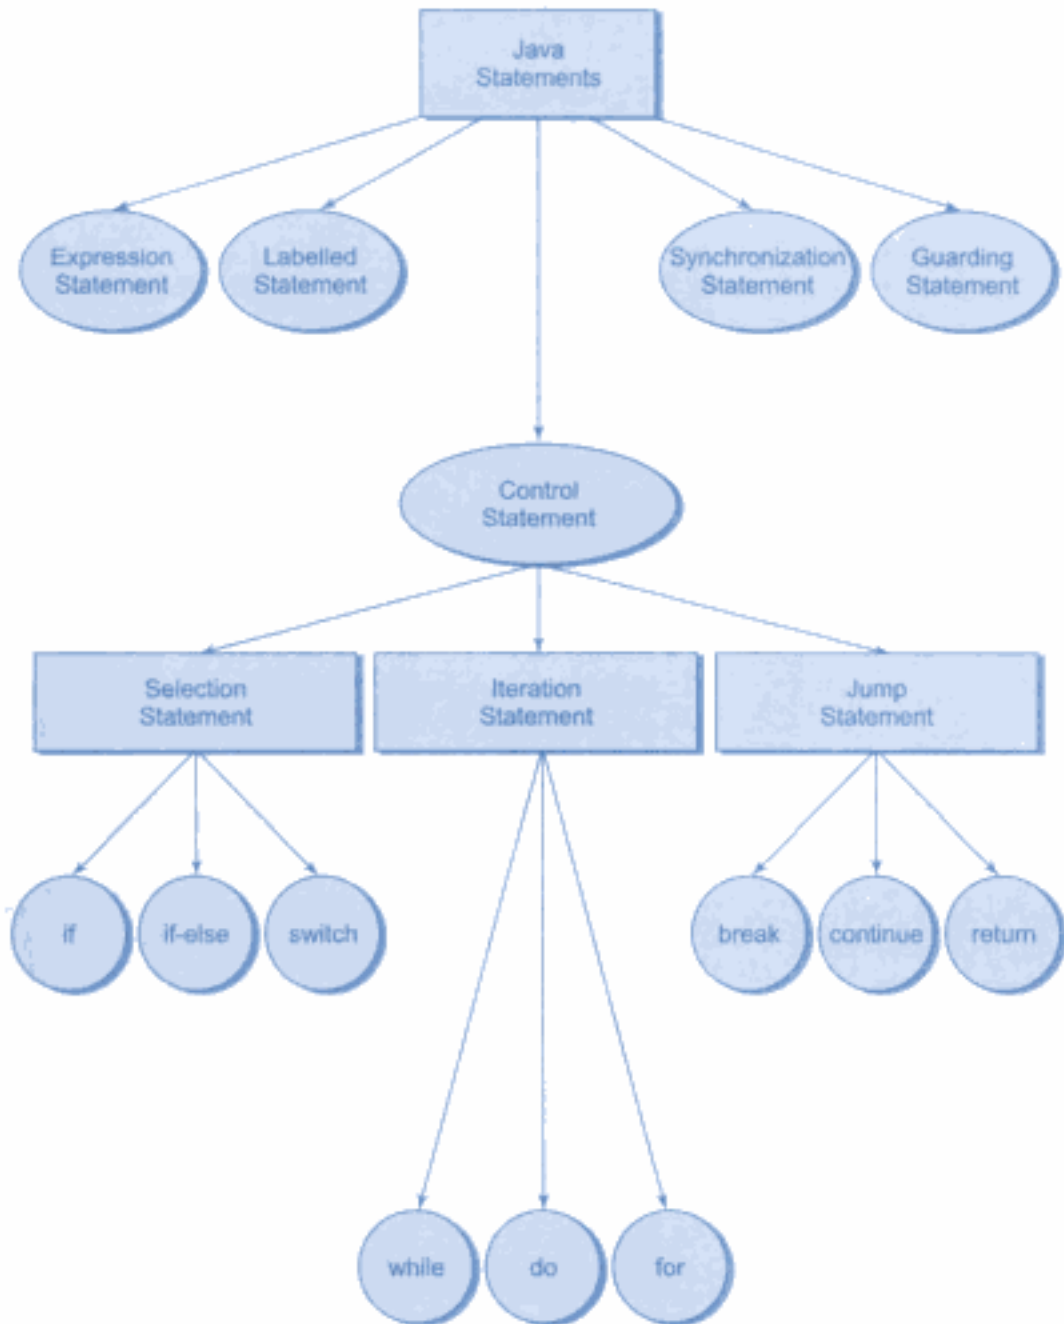 Java
Statements
Expression
Statement
Labelled
Statement
Synchronization
Statement
Guarding
Statement
Control
Statement
Selection
Statement
Iteration
Statement
Jump
Statement
if
if-else
switch
break
continue
return
while
do
for